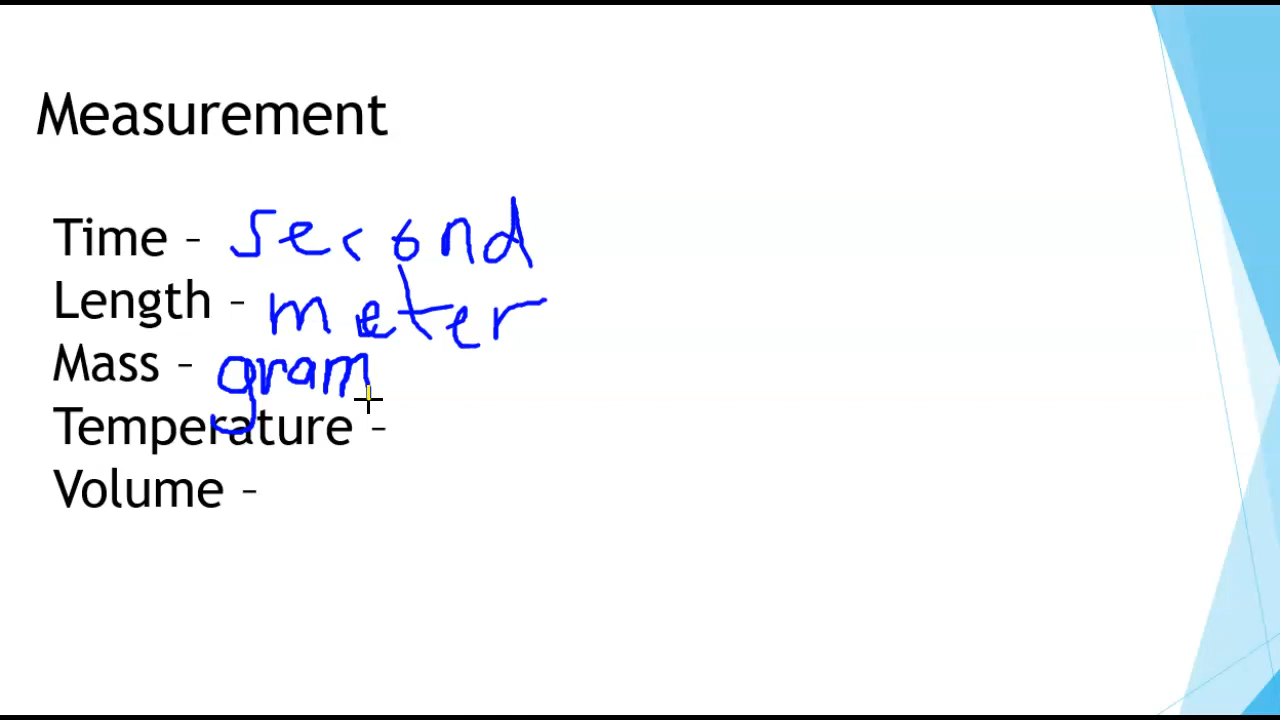 Measurement
Time – second
Length – meter
Mass – gram
Temperature –
Volume –